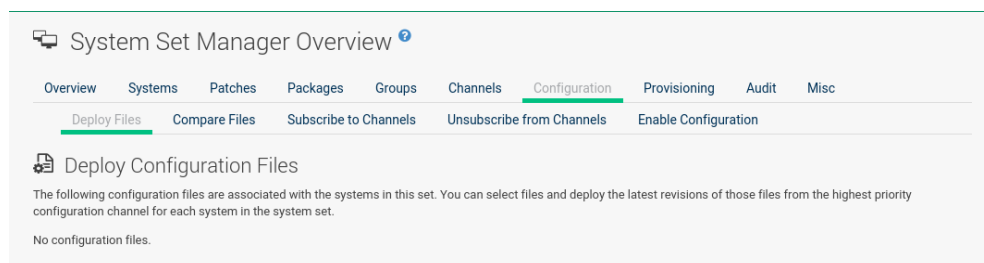 System Set Manager Overview ?
Overview Systems Patches Packages Groups Channels Configuration Provisioning Audit Misc
Deploy Files Compare Files Subscribe to Channels Unsubscribe from Channels Enable Configuration
Deploy Configuration Files
The following configuration files are associated with the systems in this set. You can select files and deploy the latest revisions of those files from the highest priority
configuration channel for each system in the system set.
No configuration files.